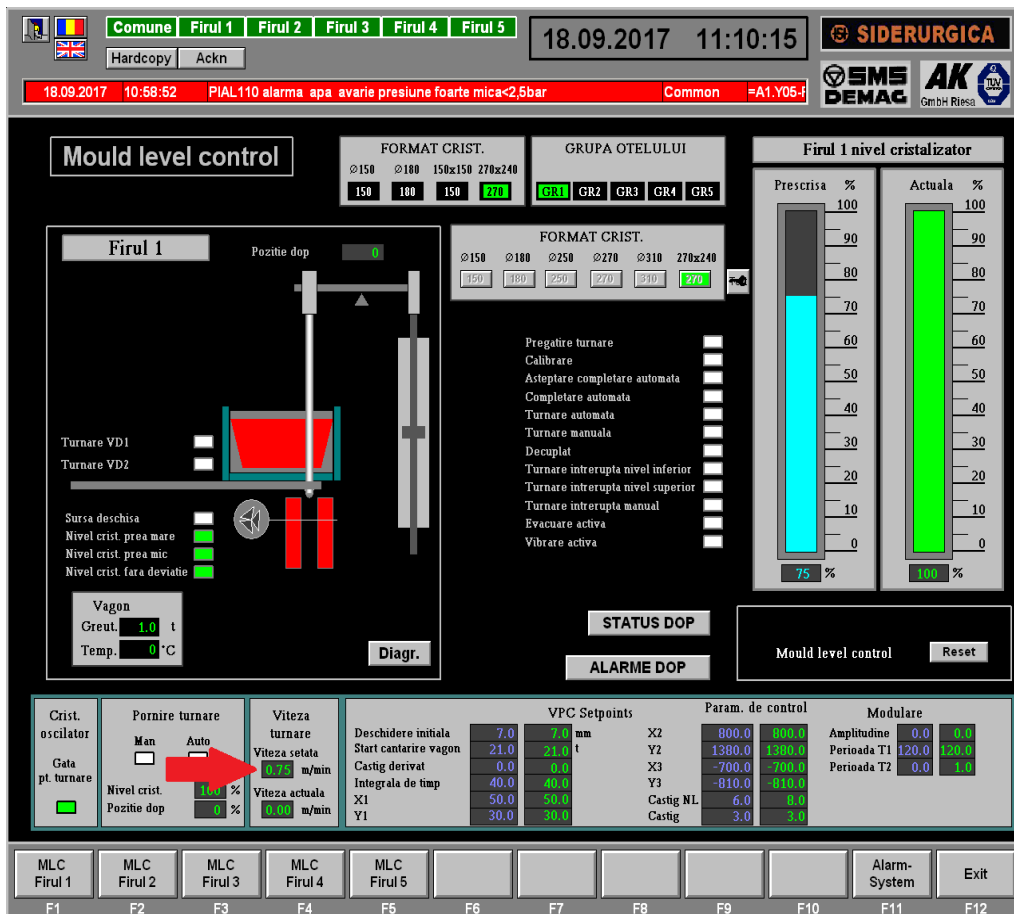 Comune Firul 1 Firul 2 Firul 3 Firul 4 Firul 5
Hardcopy Ackn
18.09.2017 11:10:15
SIDERURGICA
SMS
DEMAG
AK
GmbH Riesa
TÜV
18.09.2017 10:58:52 PIAL110 alarma apa avarie presiune foarte mica<2,5bar Common =A1.Y05-F
Mould level control
FORMAT CRIST.
∅150 ∅180 150x150 270x240
150 180 150 270
GRUPA OTELULUI
GR1 GR2 GR3 GR4 GR5
Firul 1 nivel cristalizator
Prescrisa %
100
90
80
70
60
50
40
30
20
10
0
75 %
Actuala %
100
90
80
70
60
50
40
30
20
10
0
100 %
Firul 1
Pozitie dop 0
FORMAT CRIST.
∅150 ∅180 ∅250 ∅270 ∅310 270x240
150 180 250 270 310 270
Pregatire turnare
Calibrare
Asteptare completare automata
Completare automata
Turnare automata
Turnare manuala
Decuplat
Turnare intrerupta nivel inferior
Turnare intrerupta nivel superior
Turnare intrerupta manual
Evacuare activa
Vibrare activa
Turnare VD1
Turnare VD2
Sursa deschisa
Nivel crist. prea mare
Nivel crist. prea mic
Nivel crist. fara deviatie
Vagon
Greut. 1.0 t
Temp. 0 °C
Diagr.
STATUS DOP
ALARME DOP
Mould level control Reset
Crist.
oscilator
Gata
pt. turnare
Pornire turnare
Man Auto
Nivel crist. 100 %
Pozitie dop 0 %
Viteza
turnare
Viteza setata
0.75 m/min
Viteza actuala
0.00 m/min
VPC Setpoints
Deschidere initiala 7.0 7.0 mm
Start cantarire vagon 21.0 21.0 t
Castig derivat 0.0 0.0
Integrala de timp 40.0 40.0
X1 50.0 50.0
Y1 30.0 30.0
Param. de control
X2 800.0 800.0
Y2 1380.0 1380.0
X3 -700.0 -700.0
Y3 -810.0 -810.0
Castig NL 6.0 8.0
Castig 3.0 3.0
Modulare
Amplitudine 0.0 0.0
Perioada T1 120.0 120.0
Perioada T2 0.0 1.0
MLC
Firul 1
MLC
Firul 2
MLC
Firul 3
MLC
Firul 4
MLC
Firul 5
Alarm-
System
Exit
F1 F2 F3 F4 F5 F6 F7 F8 F9 F10 F11 F12